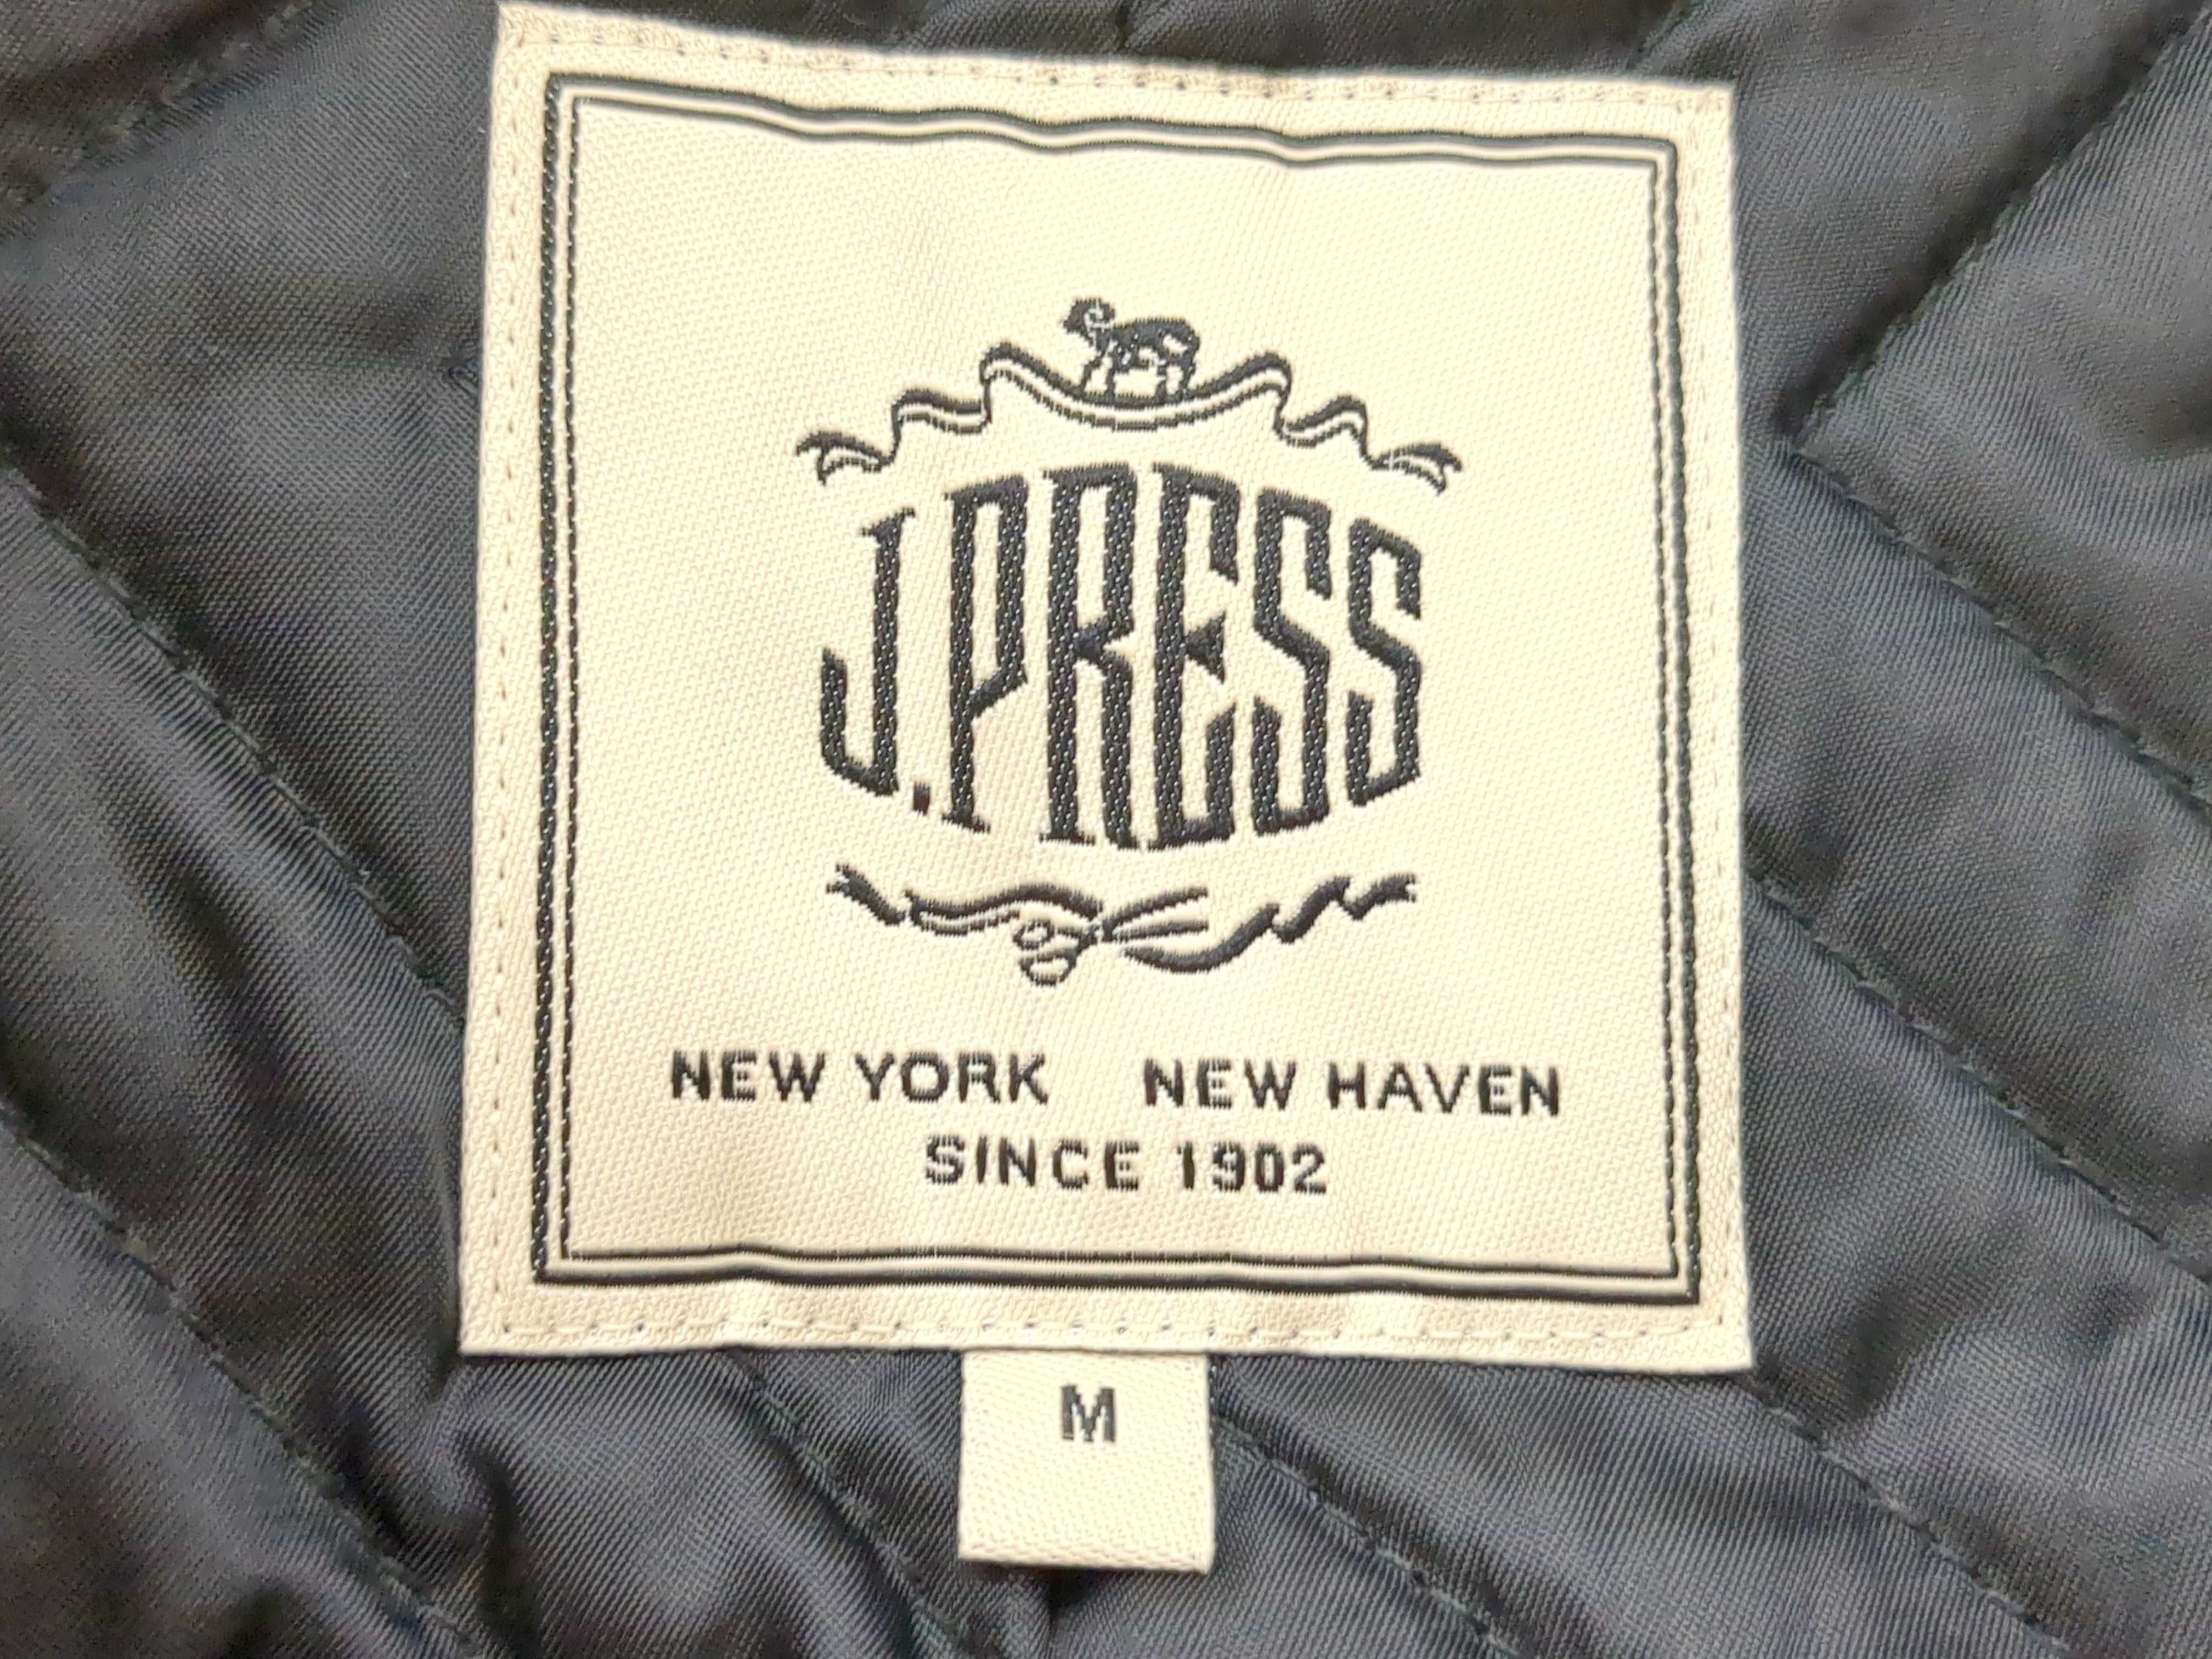 J.PRESS
NEW YORK NEW HAVEN
SINCE 1902
M